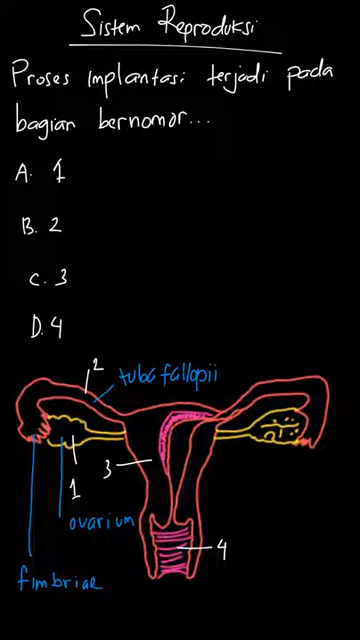 Sistem Reproduksi
Proses implantasi terjadi pada
bagian bernomor...
A. 1
B. 2
C. 3
D. 4
2
tuba fallopii
3
1
ovarium
4
fimbriae